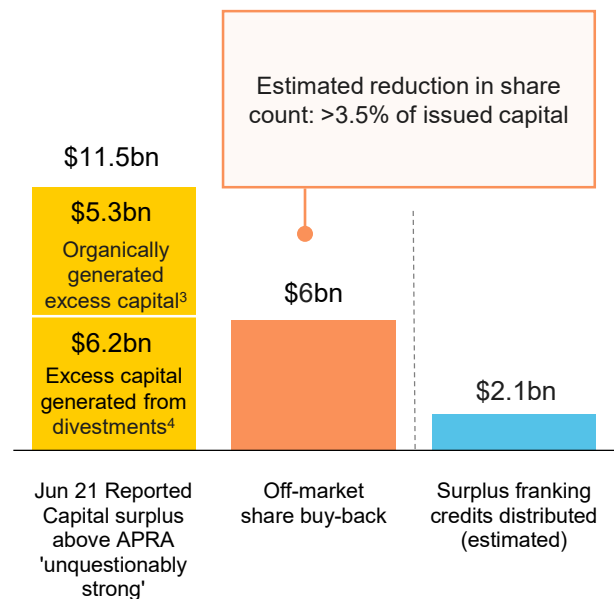 Estimated reduction in share
count: >3.5% of issued capital
$11.5bn
$5.3bn
Organically
generated
excess capital³
$6.2bn
Excess capital
generated from
divestments⁴
$6bn
$2.1bn
Jun 21 Reported
Capital surplus
above APRA
'unquestionably
strong'
Off-market
share buy-back
Surplus franking
credits distributed
(estimated)